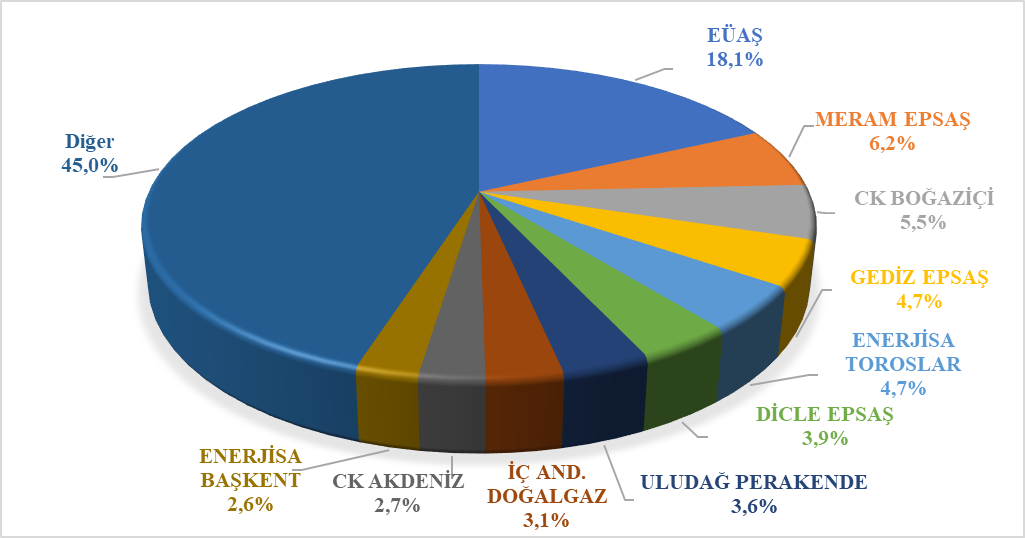 EÜAŞ
18,1%
MERAM EPSAŞ
6,2%
CK BOĞAZİÇİ
5,5%
GEDİZ EPSAŞ
4,7%
ENERJİSA
TOROSLAR
4,7%
DİCLE EPSAŞ
3,9%
ULUDAĞ PERAKENDE
3,6%
İÇ AND.
DOĞALGAZ
3,1%
CK AKDENİZ
2,7%
ENERJİSA
BAŞKENT
2,6%
Diğer
45,0%